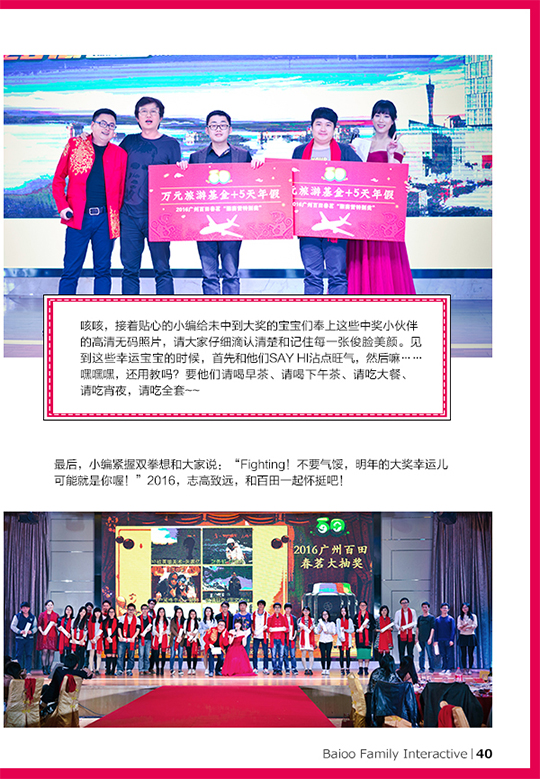 万元旅游基金+5天年假
2016广州百田春茗
元旅游基金+5天年假
2016广州百田春茗
咳咳，接着贴心的小编给未中到大奖的宝宝们奉上这些中奖小伙伴
的高清无码照片，请大家仔细滴认清楚和记住每一张俊脸美颜。见
到这些幸运宝宝的时候，首先和他们SAY HI沾点旺气，然后嘛……
嘿嘿嘿，还用教吗？要他们请喝早茶、请喝下午茶、请吃大餐、
请吃宵夜，请吃全套~~
最后，小编紧握双拳想和大家说：“Fighting！不要气馁，明年的大奖幸运儿
可能就是你喔！”2016，志高致远，和百田一起怀挺吧！
2016广州百田
春茗大抽奖
Baioo Family Interactive | 40